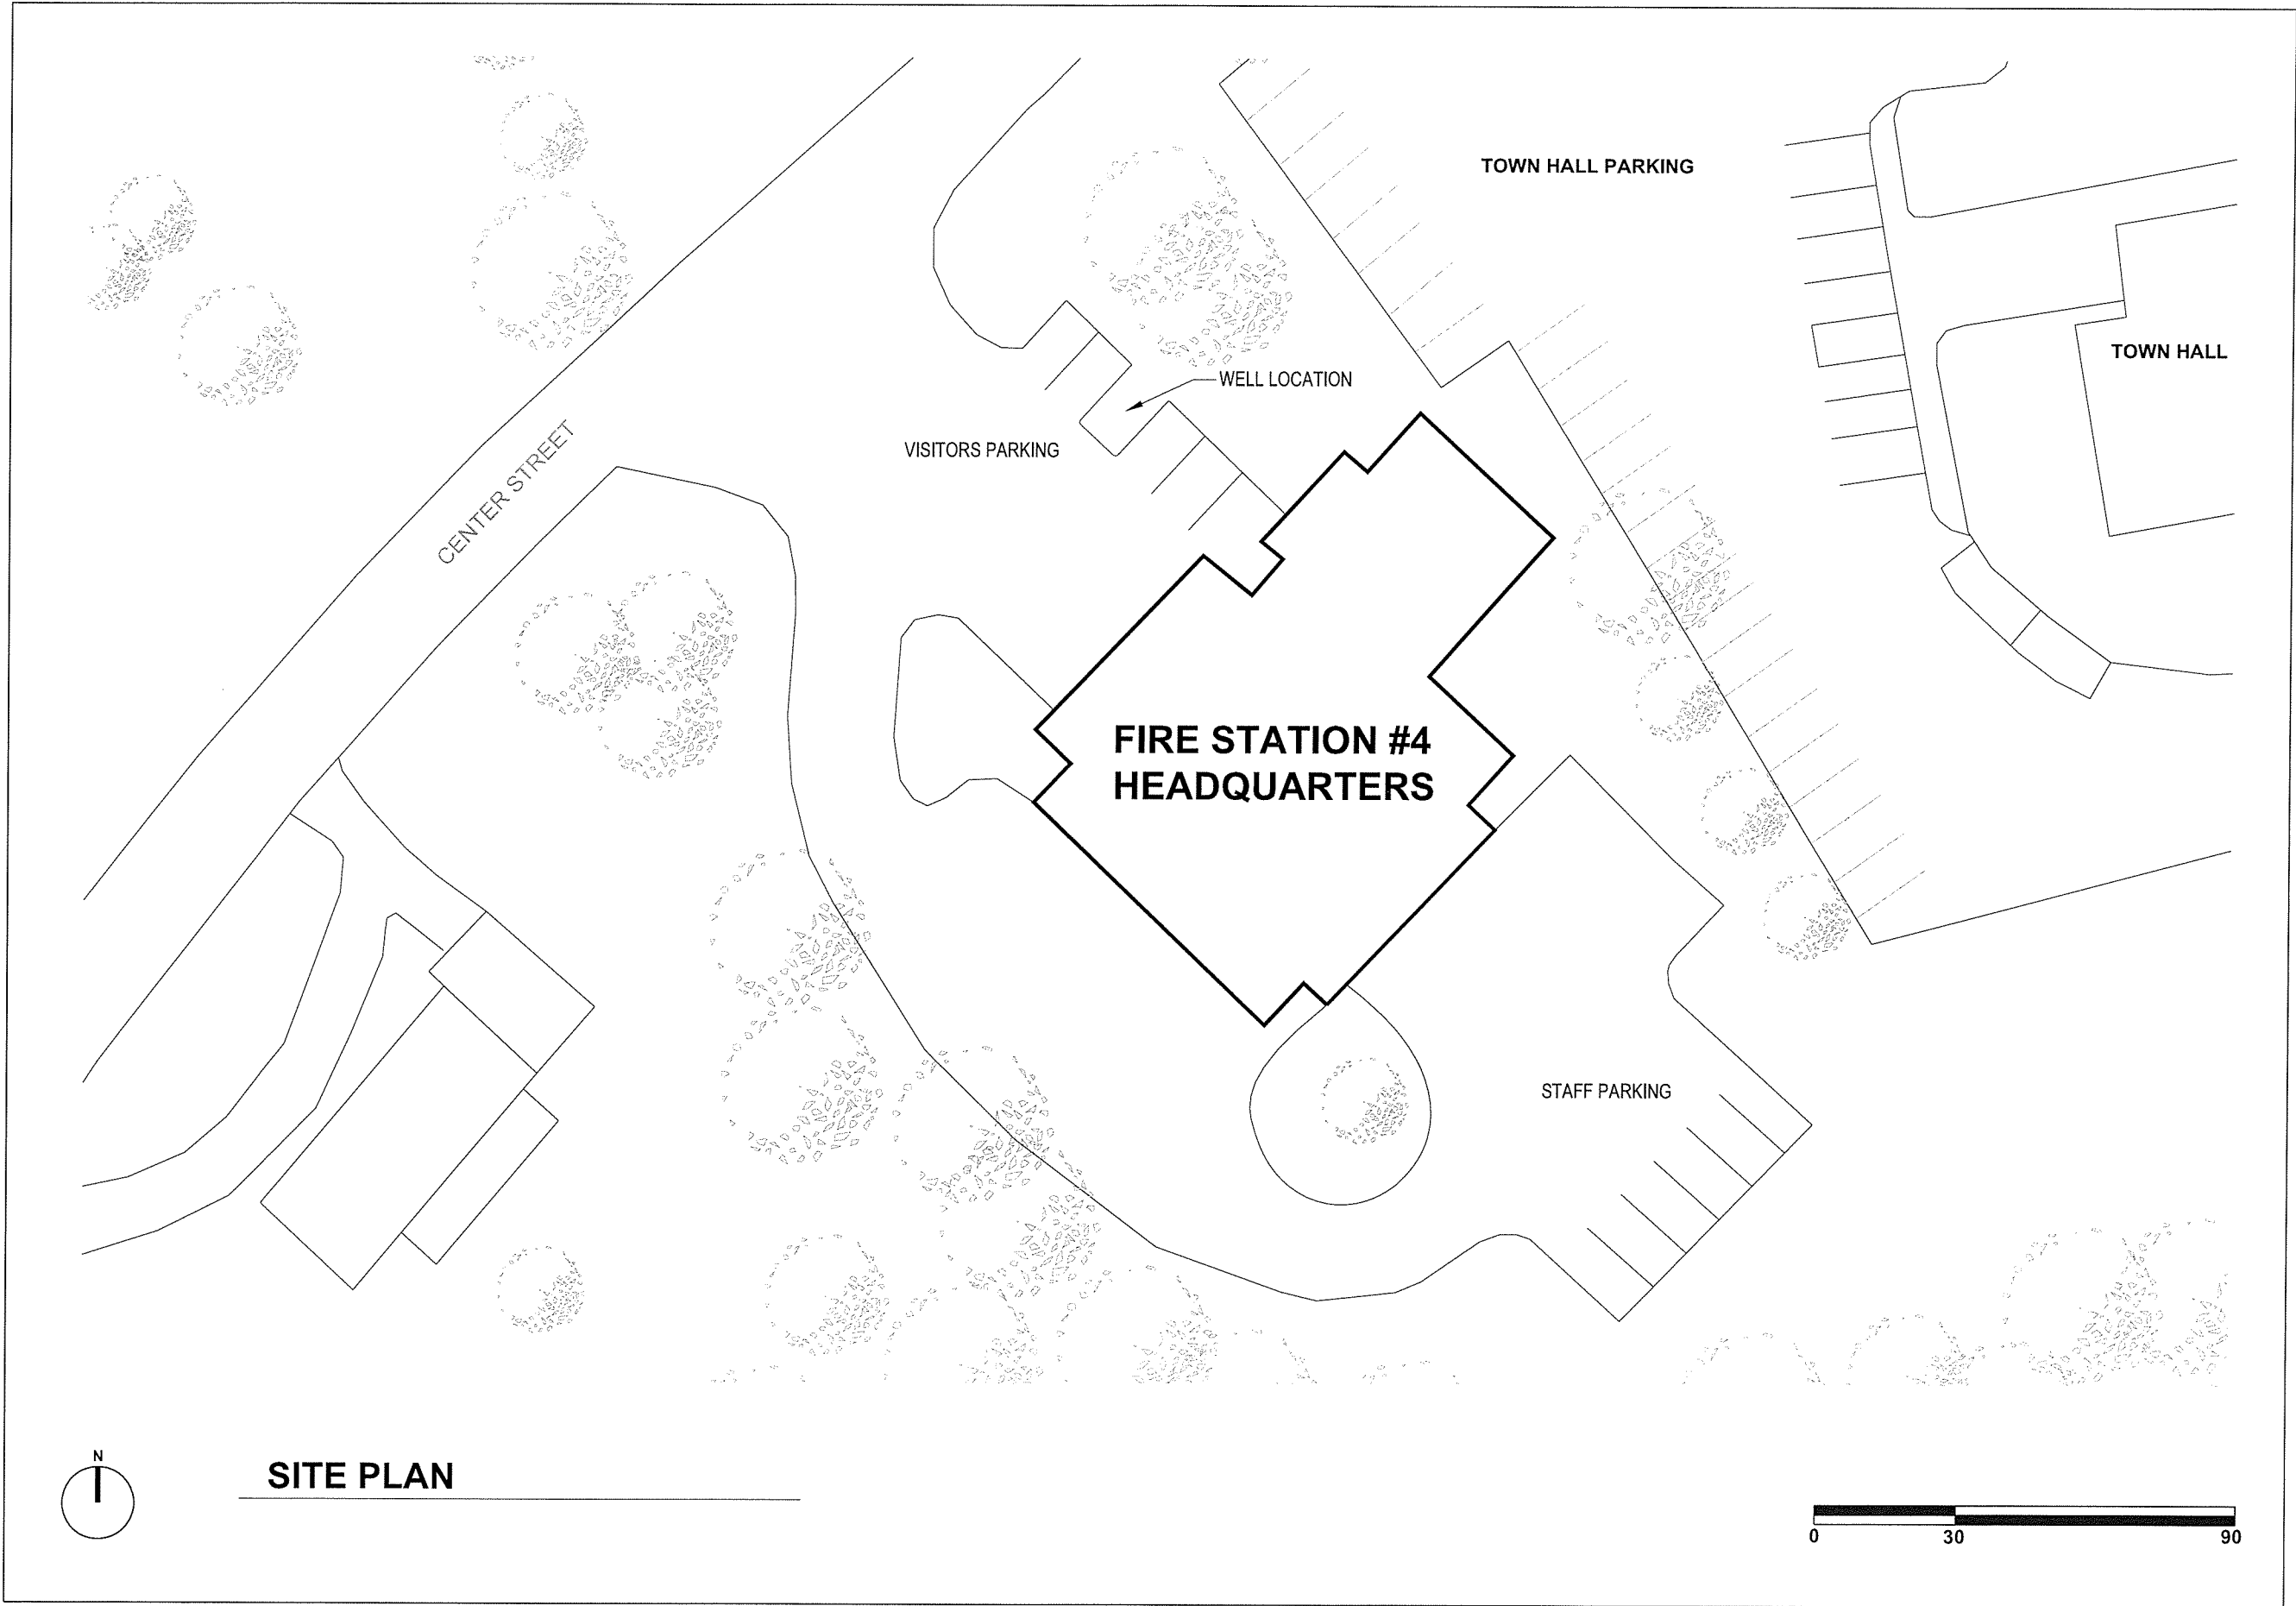 TOWN HALL PARKING
TOWN HALL
WELL LOCATION
VISITORS PARKING
CENTER STREET
FIRE STATION #4
HEADQUARTERS
STAFF PARKING
N
SITE PLAN
0 30 90